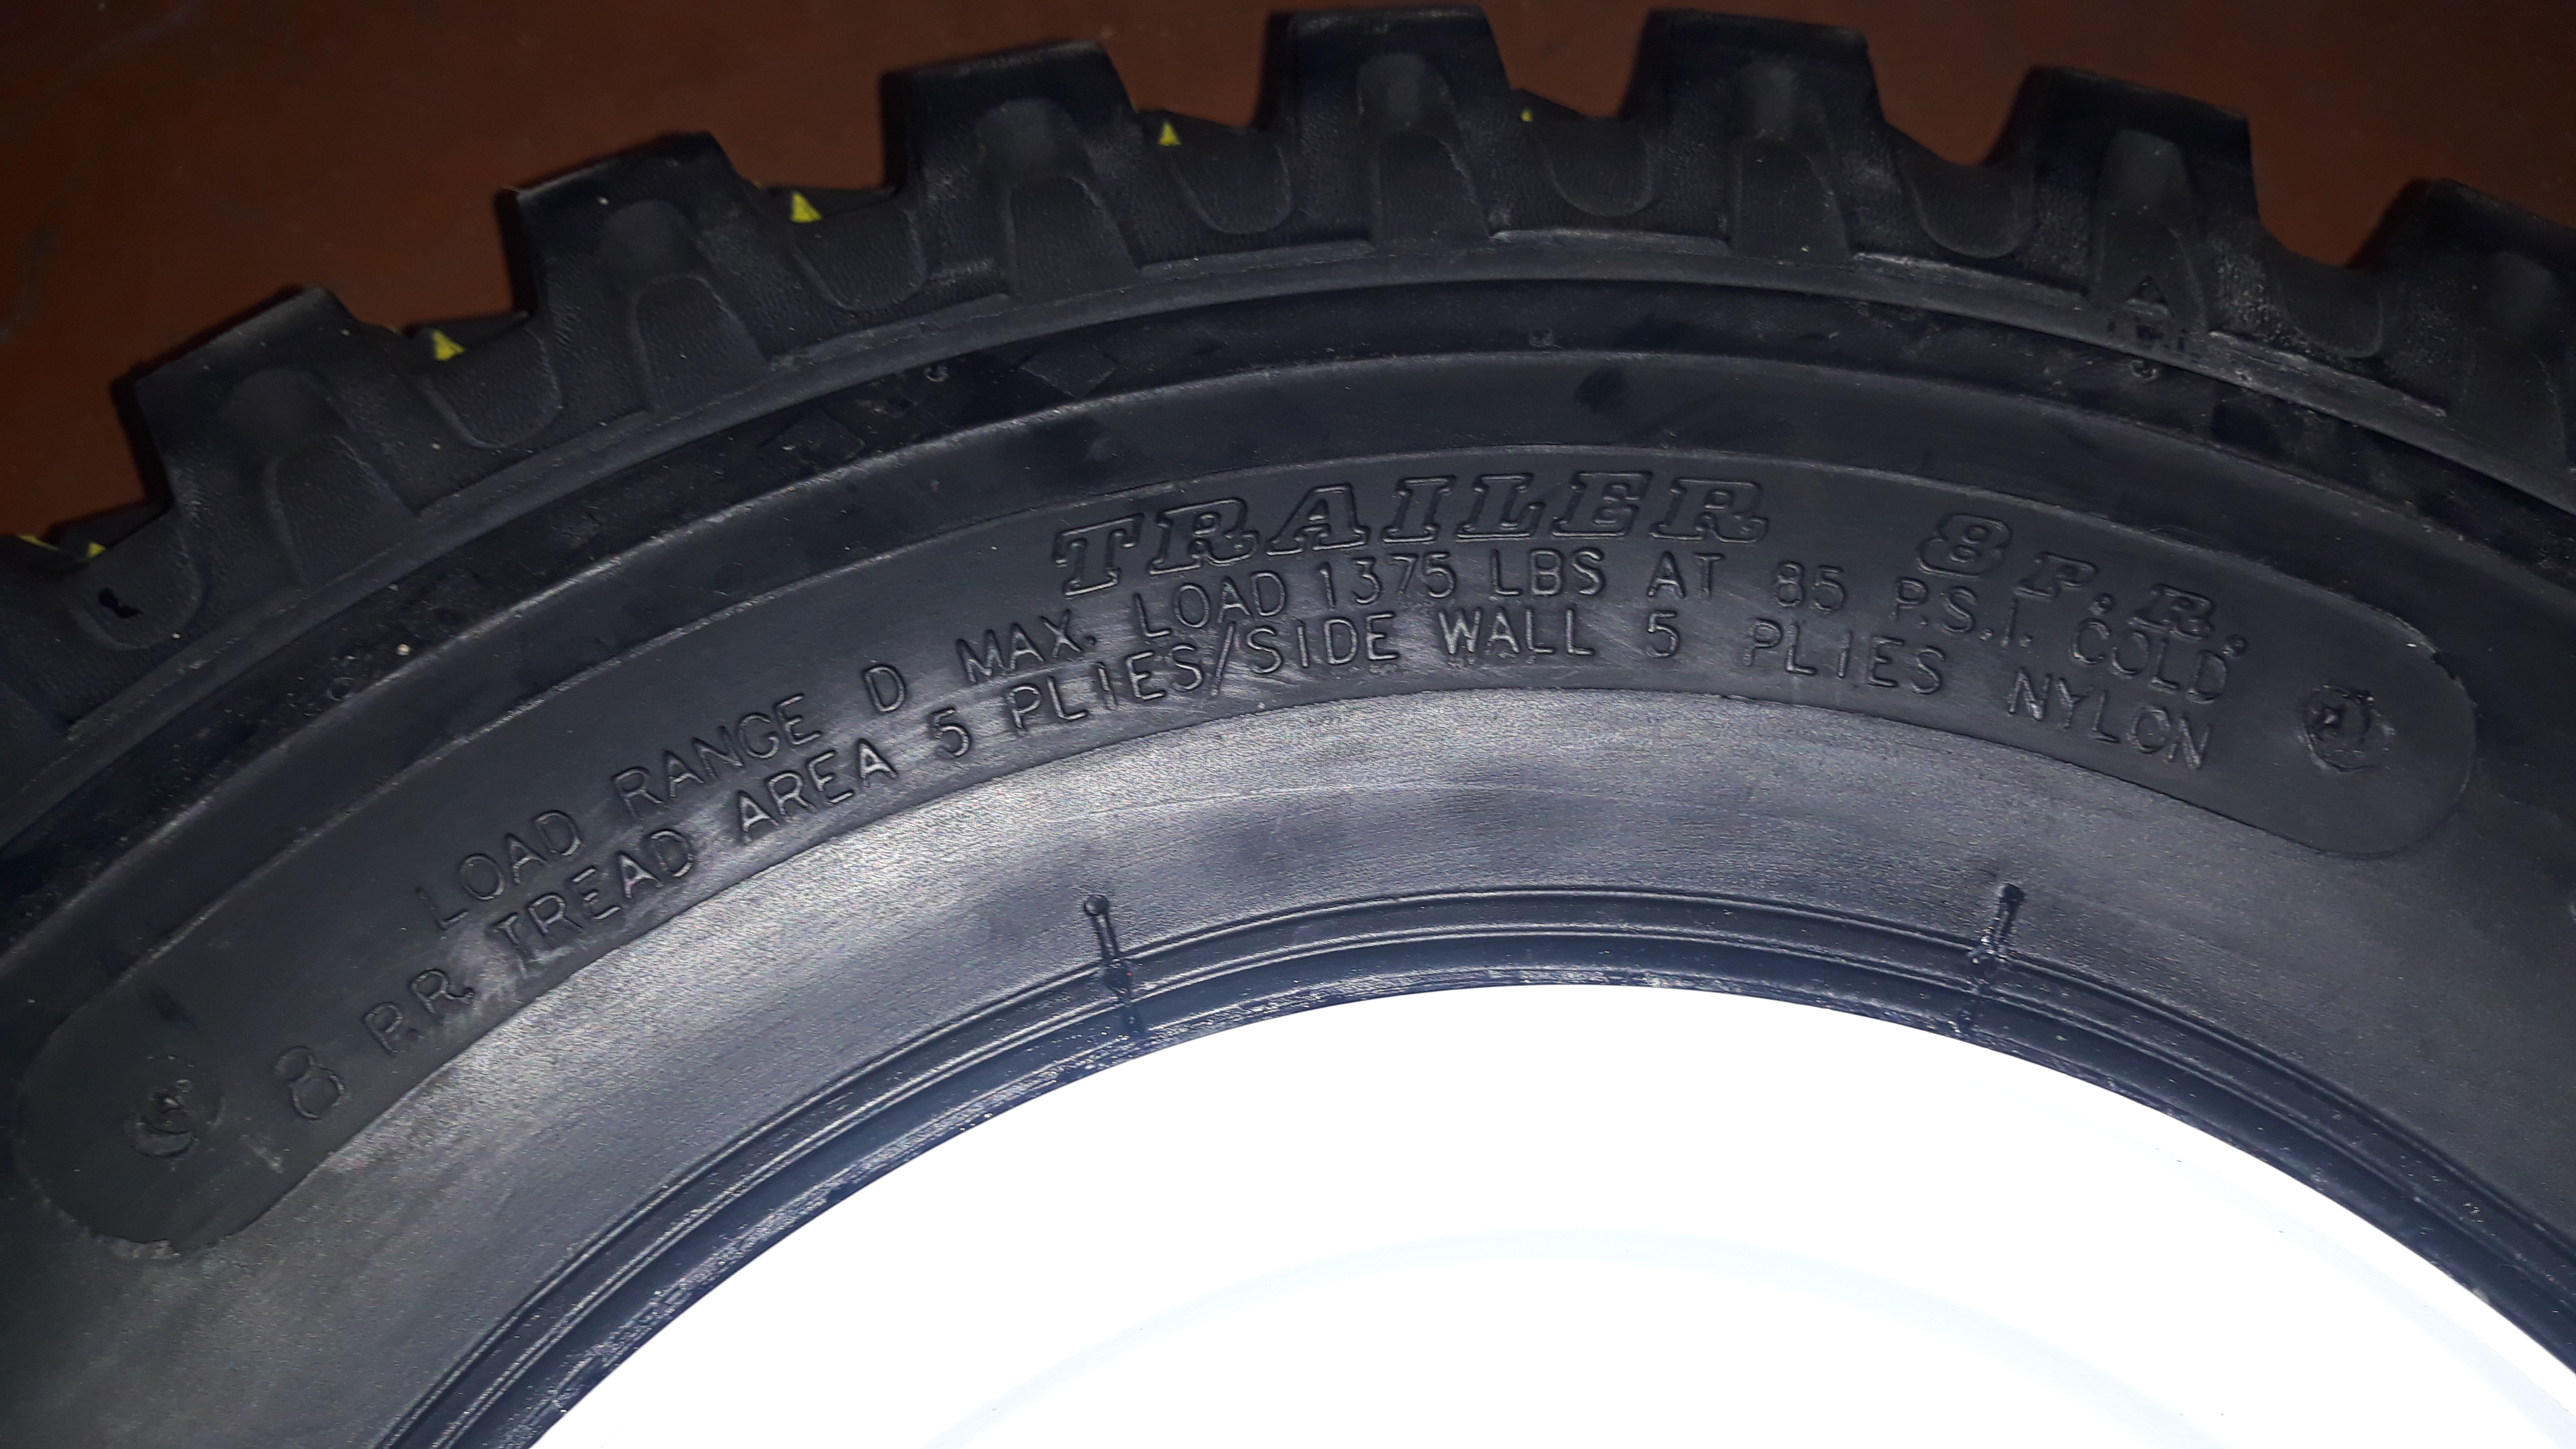 TRAILER 8 P.R.
LOAD RANGE D MAX. LOAD 1375 LBS AT 85 P.S.I. COLD
8 P.R. TREAD AREA 5 PLIES/SIDE WALL 5 PLIES NYLON